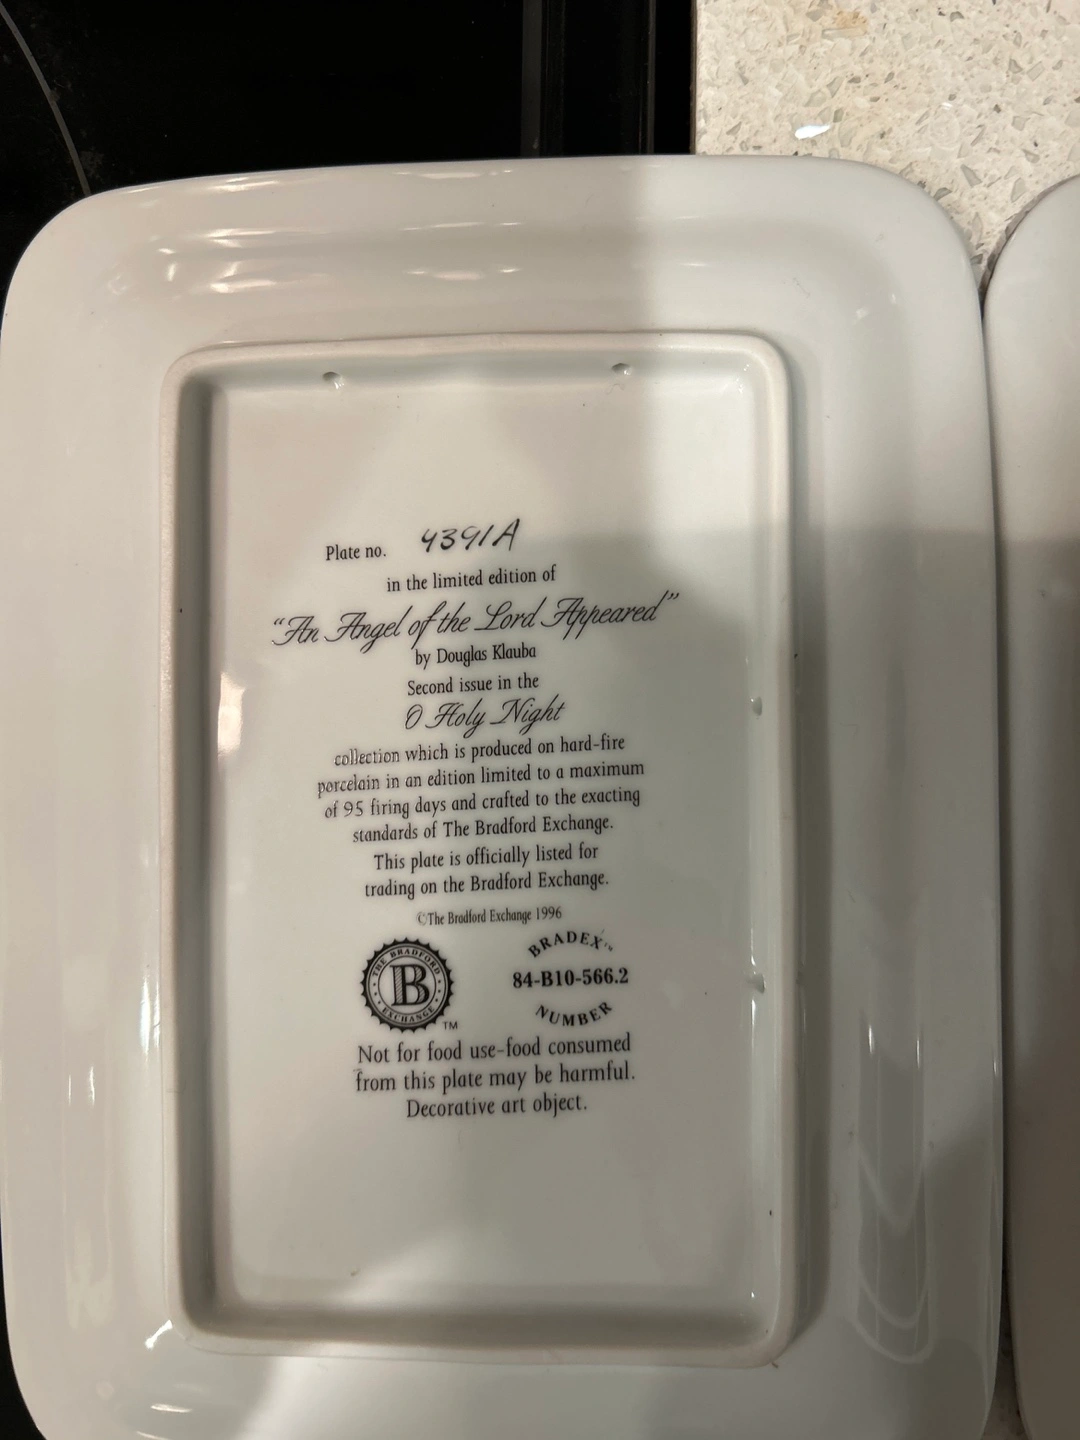 Plate no. 4391A
in the limited edition of
“An Angel of the Lord Appeared”
by Douglas Klauba
Second issue in the
O Holy Night
collection which is produced on hard-fire
porcelain in an edition limited to a maximum
of 95 firing days and crafted to the exacting
standards of The Bradford Exchange.
This plate is officially listed for
trading on the Bradford Exchange.
©The Bradford Exchange 1996
THE BRADFORD
B
EXCHANGE
TM
BRADEX™
84-B10-566.2
NUMBER
Not for food use-food consumed
from this plate may be harmful.
Decorative art object.